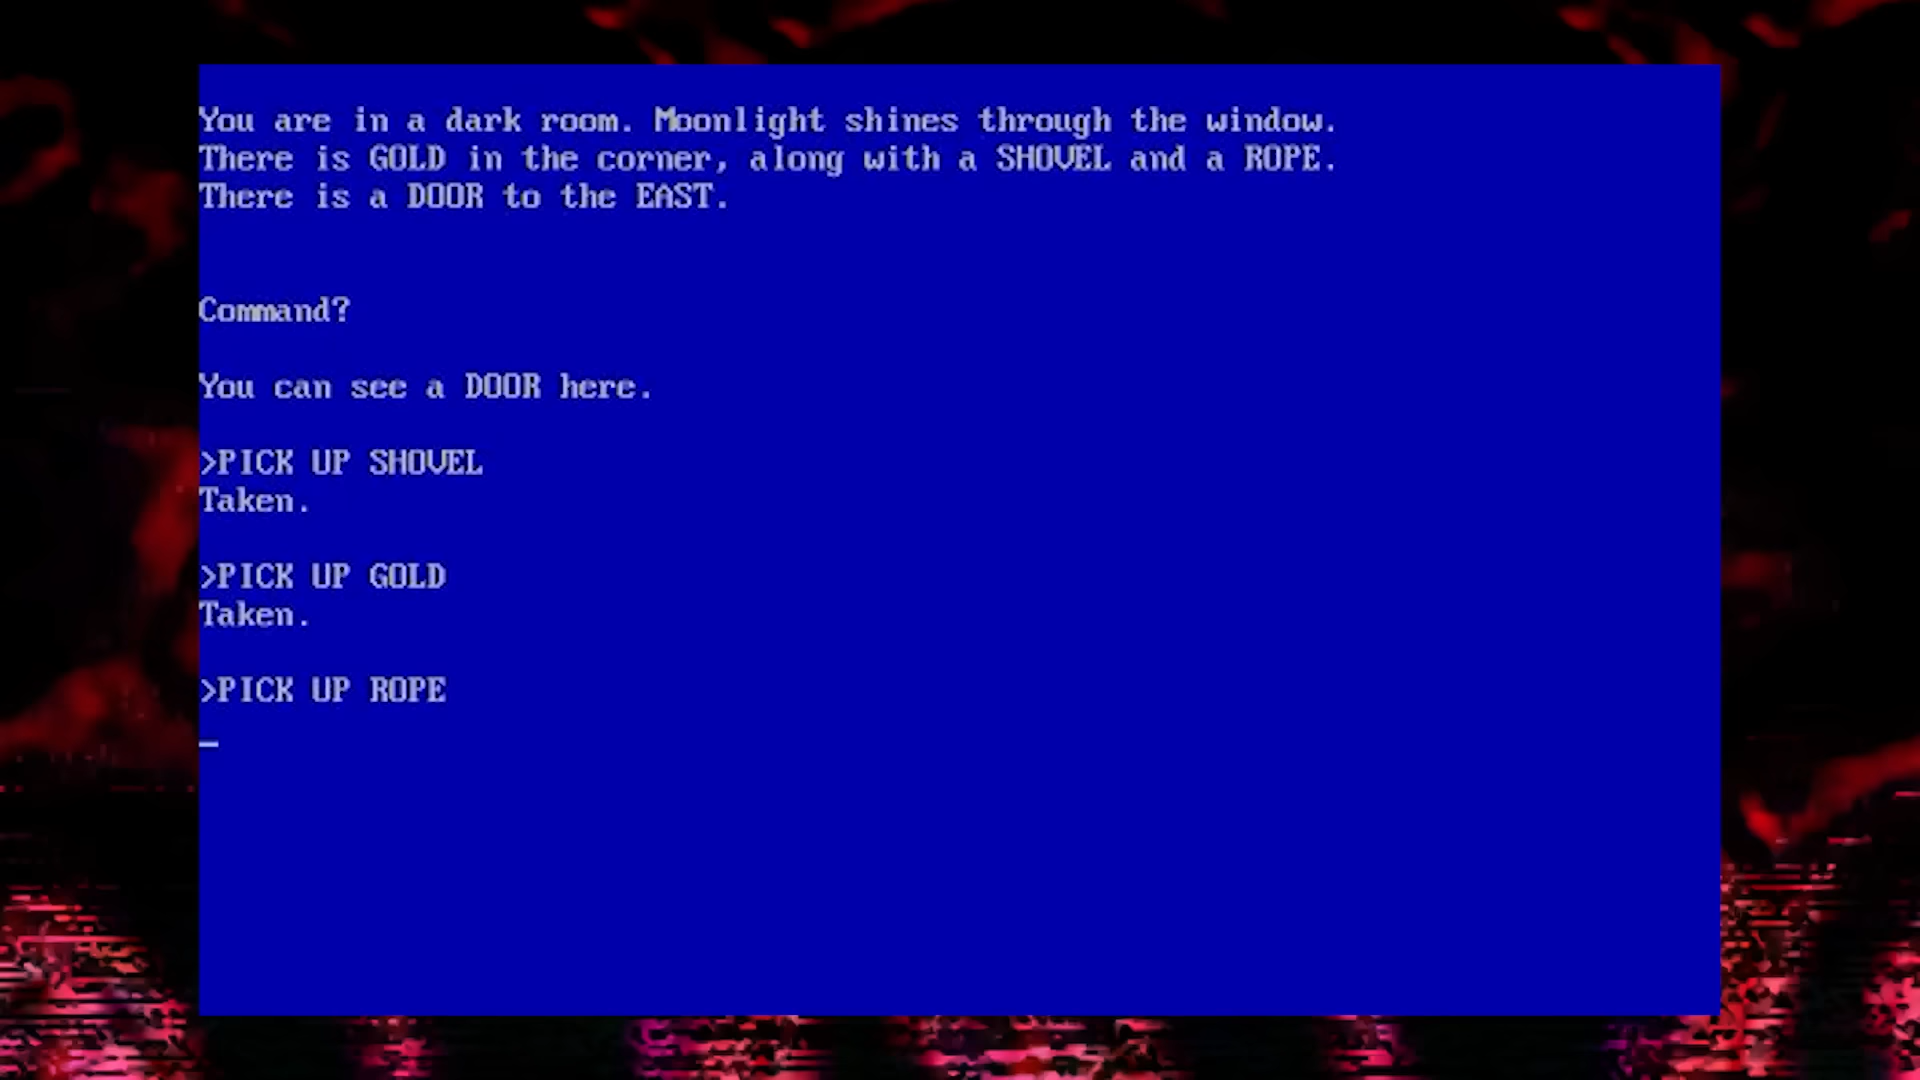 You are in a dark room. Moonlight shines through the window.
There is GOLD in the corner, along with a SHOVEL and a ROPE.
There is a DOOR to the EAST.
Command?
You can see a DOOR here.
>PICK UP SHOVEL
Taken.
>PICK UP GOLD
Taken.
>PICK UP ROPE
_